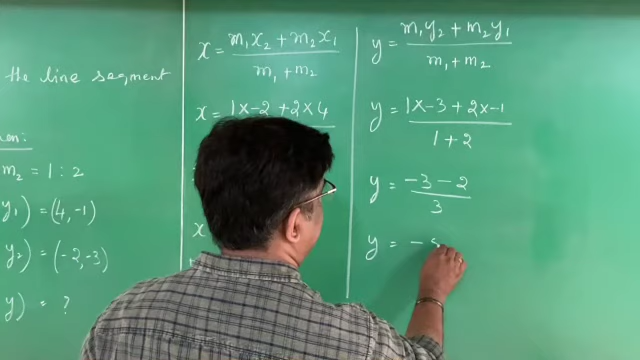 the line segment
m₂ = 1 : 2
y₁) = (4, -1)
y₂) = (-2, -3)
y) = ?
x = m₁x₂ + m₂x₁ / m₁ + m₂
x = 1 × -2 + 2 × 4
x
y = m₁y₂ + m₂y₁ / m₁ + m₂
y = 1 × -3 + 2 × -1 / 1 + 2
y = -3 - 2 / 3
y = -